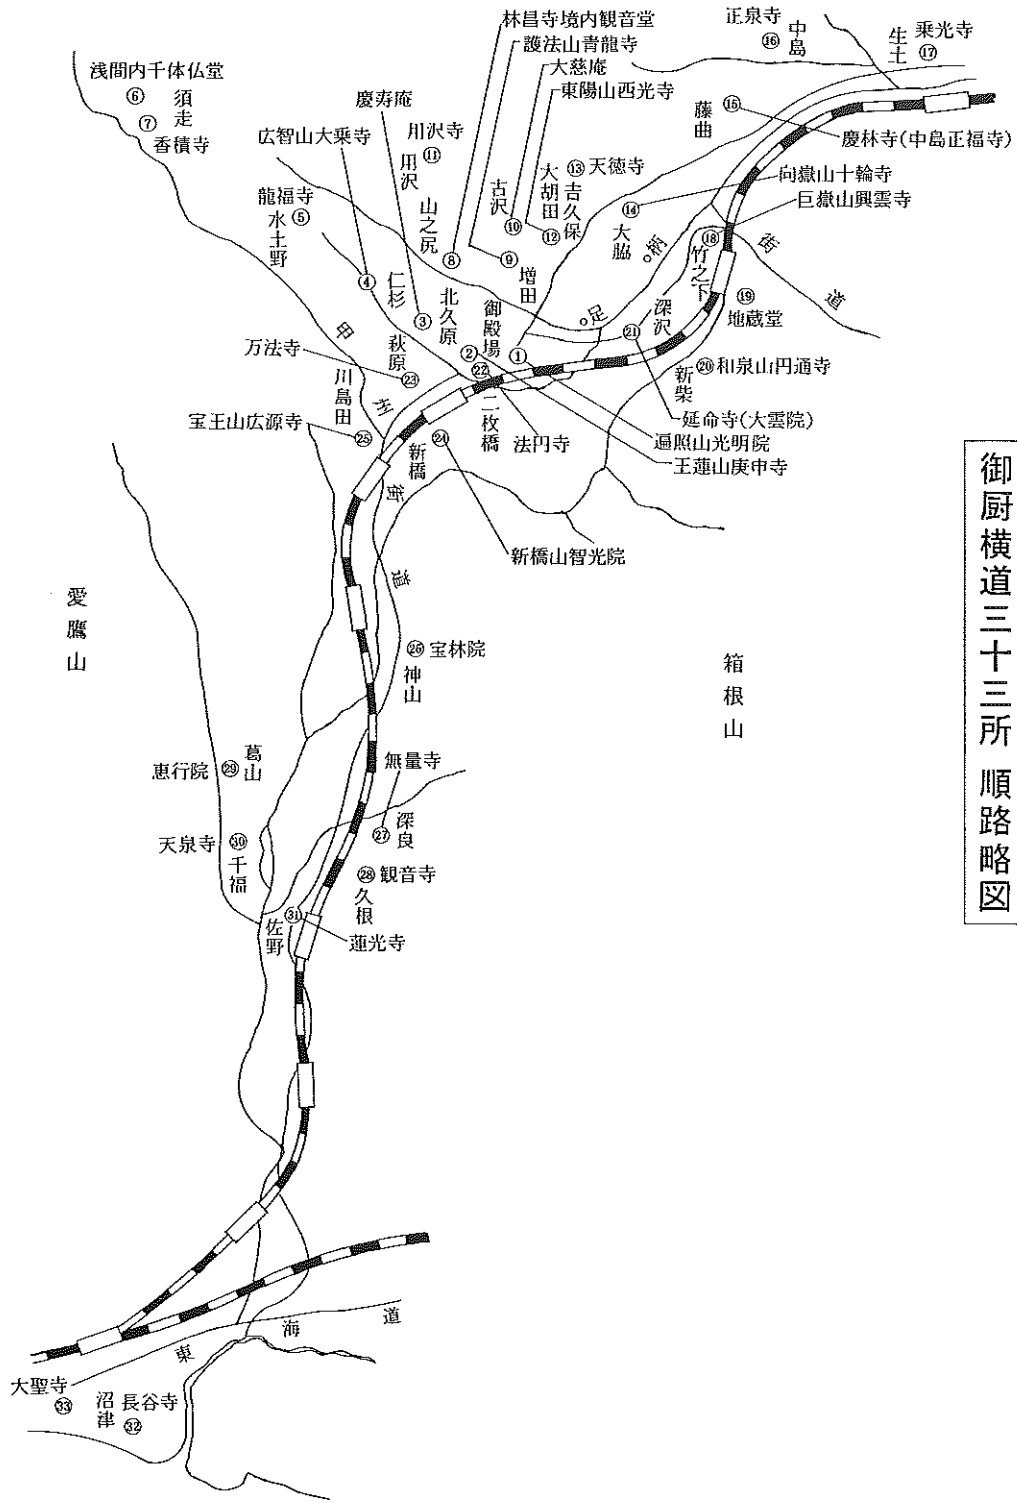 御厨横道三十三所 順路略図
林昌寺境内観音堂
護法山青龍寺
大慈庵
東陽山西光寺
正泉寺
⑯
中島
生土
乗光寺
⑰
浅間内千体仏堂
⑥
須走
⑦
香積寺
慶寿庵
広智山大乗寺
用沢寺
⑪
用沢
龍福寺
⑤
水土野
山之尻
古沢
⑩
大胡田
⑬天徳寺
吉久保
⑫
藤曲
⑮
慶林寺(中島正福寺)
向嶽山十輪寺
巨嶽山興雲寺
⑭
大脇
⑱
竹之下
⑧
⑨
増田
④
仁杉
③
北久原
御殿場
②
①
㉒
足柄街道
深沢
㉑
⑲
地蔵堂
新柴
⑳和泉山円通寺
万法寺
㉓
萩原
川島田
甲州街道
宝王山広源寺
㉕
新橋
㉔
二枚橋
法円寺
延命寺(大雲院)
遍照山光明院
王蓮山庚申寺
新橋山智光院
愛鷹山
箱根山
㉖宝林院
神山
無量寺
㉗
深良
恵行院㉙
葛山
天泉寺㉚
千福
㉘観音寺
久根
佐野
㉛
蓮光寺
東海道
大聖寺
㉝
沼津
長谷寺
㉜